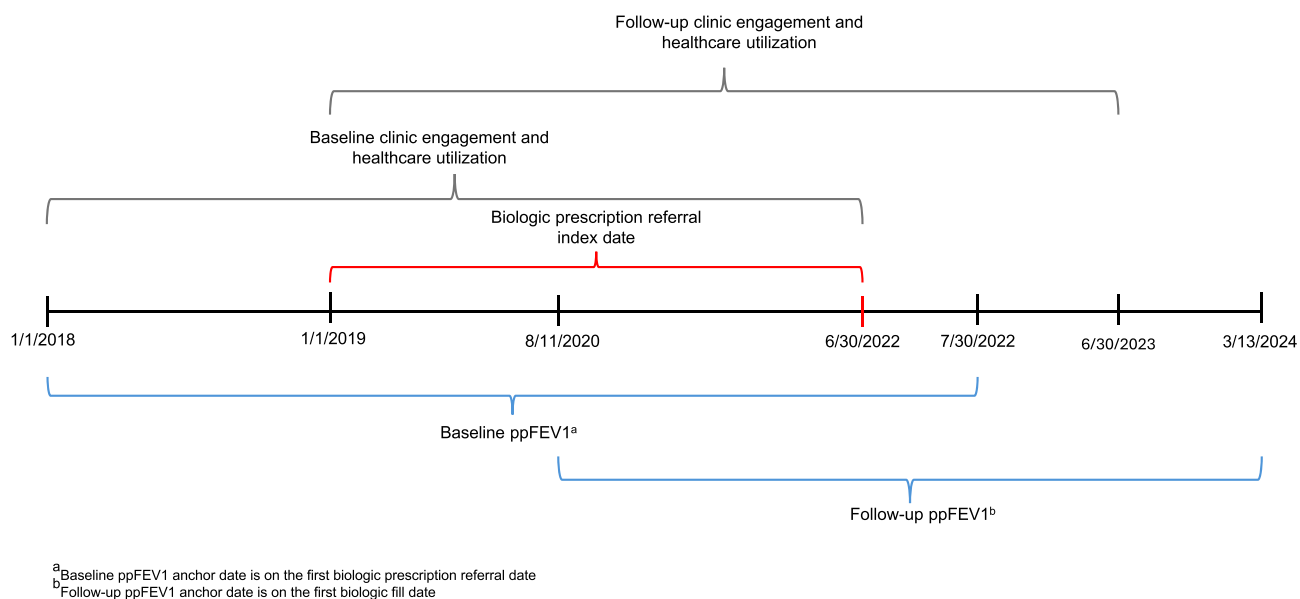 Follow-up clinic engagement and
healthcare utilization
Baseline clinic engagement and
healthcare utilization
Biologic prescription referral
index date
1/1/2018
1/1/2019
8/11/2020
6/30/2022
7/30/2022
6/30/2023
3/13/2024
Baseline ppFEV1ᵃ
Follow-up ppFEV1ᵇ
ᵃBaseline ppFEV1 anchor date is on the first biologic prescription referral date
ᵇFollow-up ppFEV1 anchor date is on the first biologic fill date